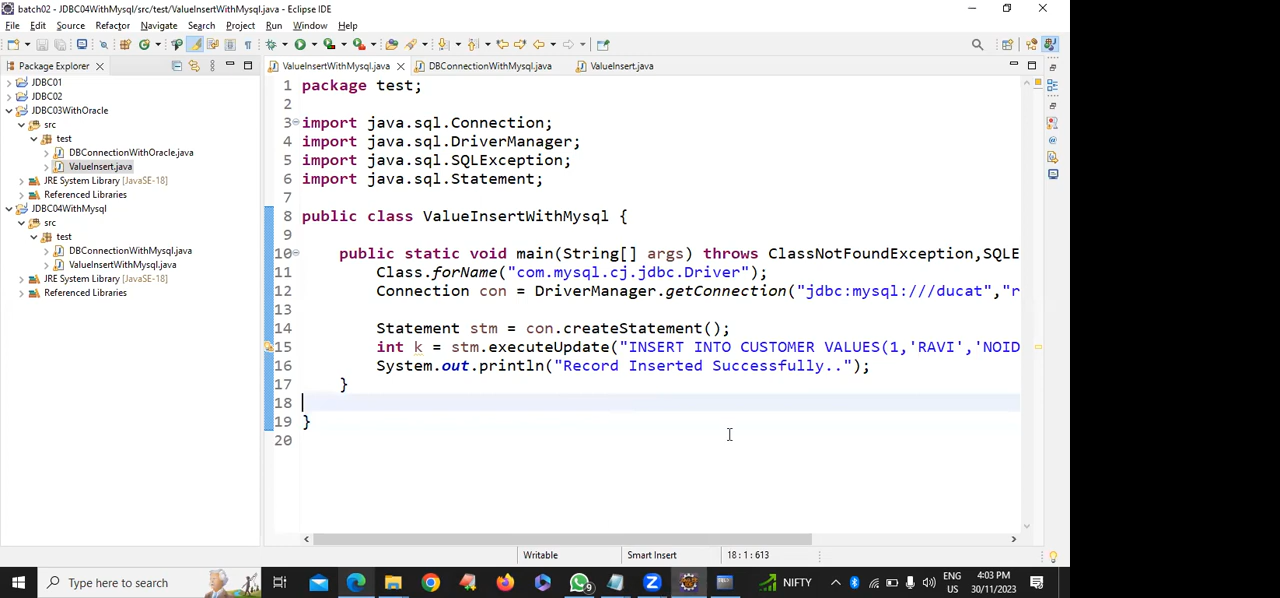 batch02 - JDBC04WithMysql/src/test/ValueInsertWithMysql.java - Eclipse IDE
File Edit Source Refactor Navigate Search Project Run Window Help
Package Explorer
ValueInsertWithMysql.java DBConnectionWithMysql.java ValueInsert.java
JDBC01
JDBC02
JDBC03WithOracle
src
test
DBConnectionWithOracle.java
ValueInsert.java
JRE System Library [JavaSE-18]
Referenced Libraries
JDBC04WithMysql
src
test
DBConnectionWithMysql.java
ValueInsertWithMysql.java
JRE System Library [JavaSE-18]
Referenced Libraries
1 package test;
2
3 import java.sql.Connection;
4 import java.sql.DriverManager;
5 import java.sql.SQLException;
6 import java.sql.Statement;
7
8 public class ValueInsertWithMysql {
9
10 public static void main(String[] args) throws ClassNotFoundException,SQLE
11 Class.forName("com.mysql.cj.jdbc.Driver");
12 Connection con = DriverManager.getConnection("jdbc:mysql:///ducat","r
13
14 Statement stm = con.createStatement();
15 int k = stm.executeUpdate("INSERT INTO CUSTOMER VALUES(1,'RAVI','NOID
16 System.out.println("Record Inserted Successfully..");
17 }
18
19 }
20
Writable Smart Insert 18 : 1 : 613
Type here to search
9
NIFTY
ENG
US
4:03 PM
30/11/2023